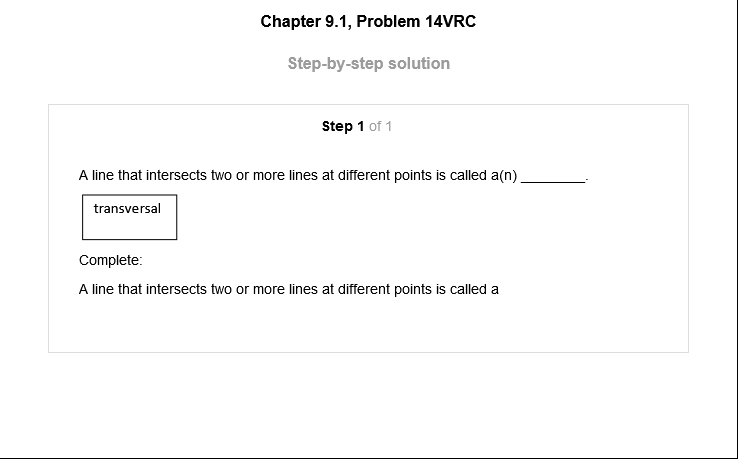 Chapter 9.1, Problem 14VRC
Step-by-step solution
Step 1 of 1
A line that intersects two or more lines at different points is called a(n) ________.
transversal
Complete:
A line that intersects two or more lines at different points is called a